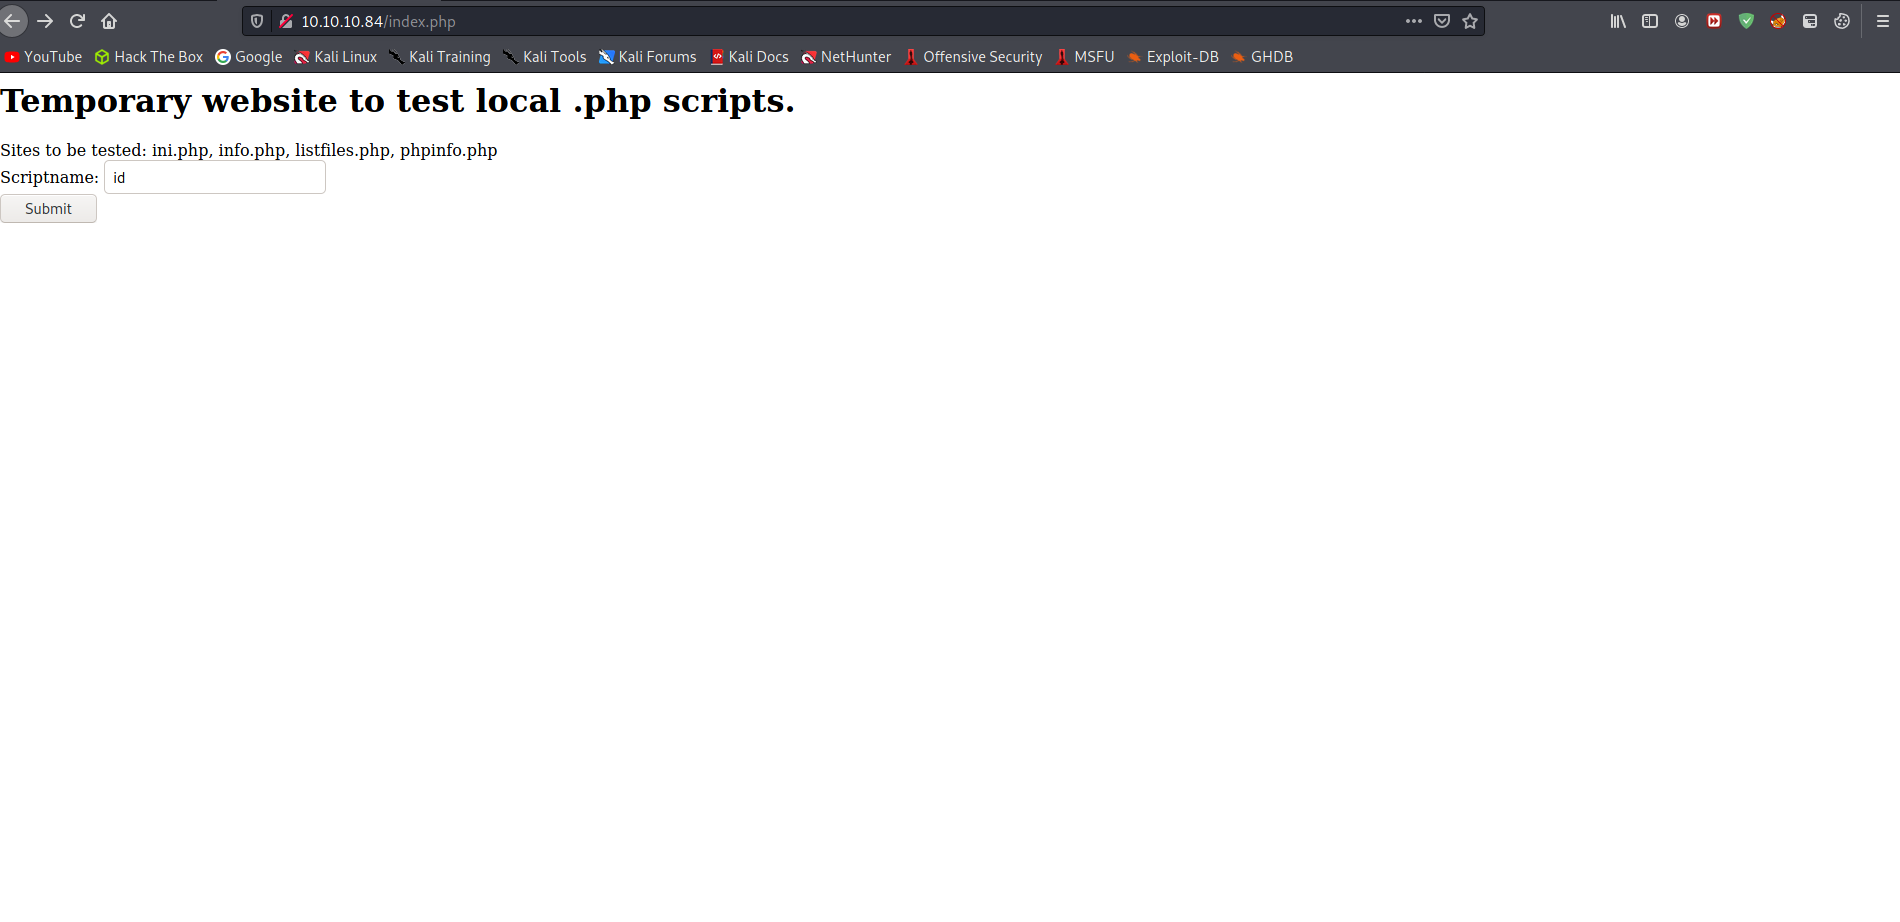 10.10.10.84/index.php
YouTube Hack The Box Google Kali Linux Kali Training Kali Tools Kali Forums Kali Docs NetHunter Offensive Security MSFU Exploit-DB GHDB
Temporary website to test local .php scripts.
Sites to be tested: ini.php, info.php, listfiles.php, phpinfo.php
Scriptname: id
Submit